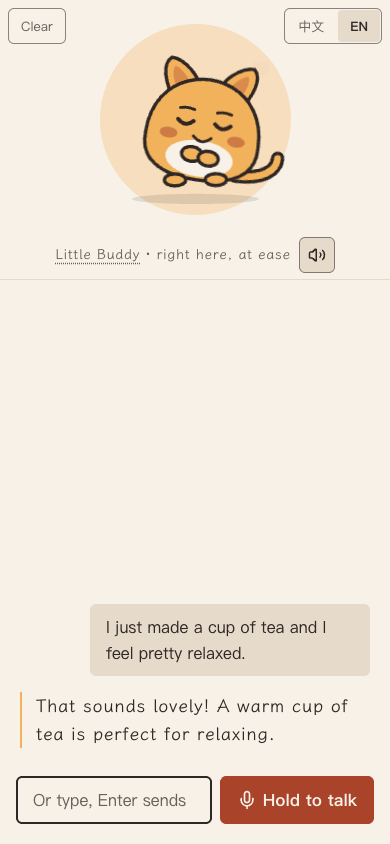 Clear
中文 EN
Little Buddy • right here, at ease
I just made a cup of tea and I
feel pretty relaxed.
That sounds lovely! A warm cup of
tea is perfect for relaxing.
Or type, Enter sends
Hold to talk